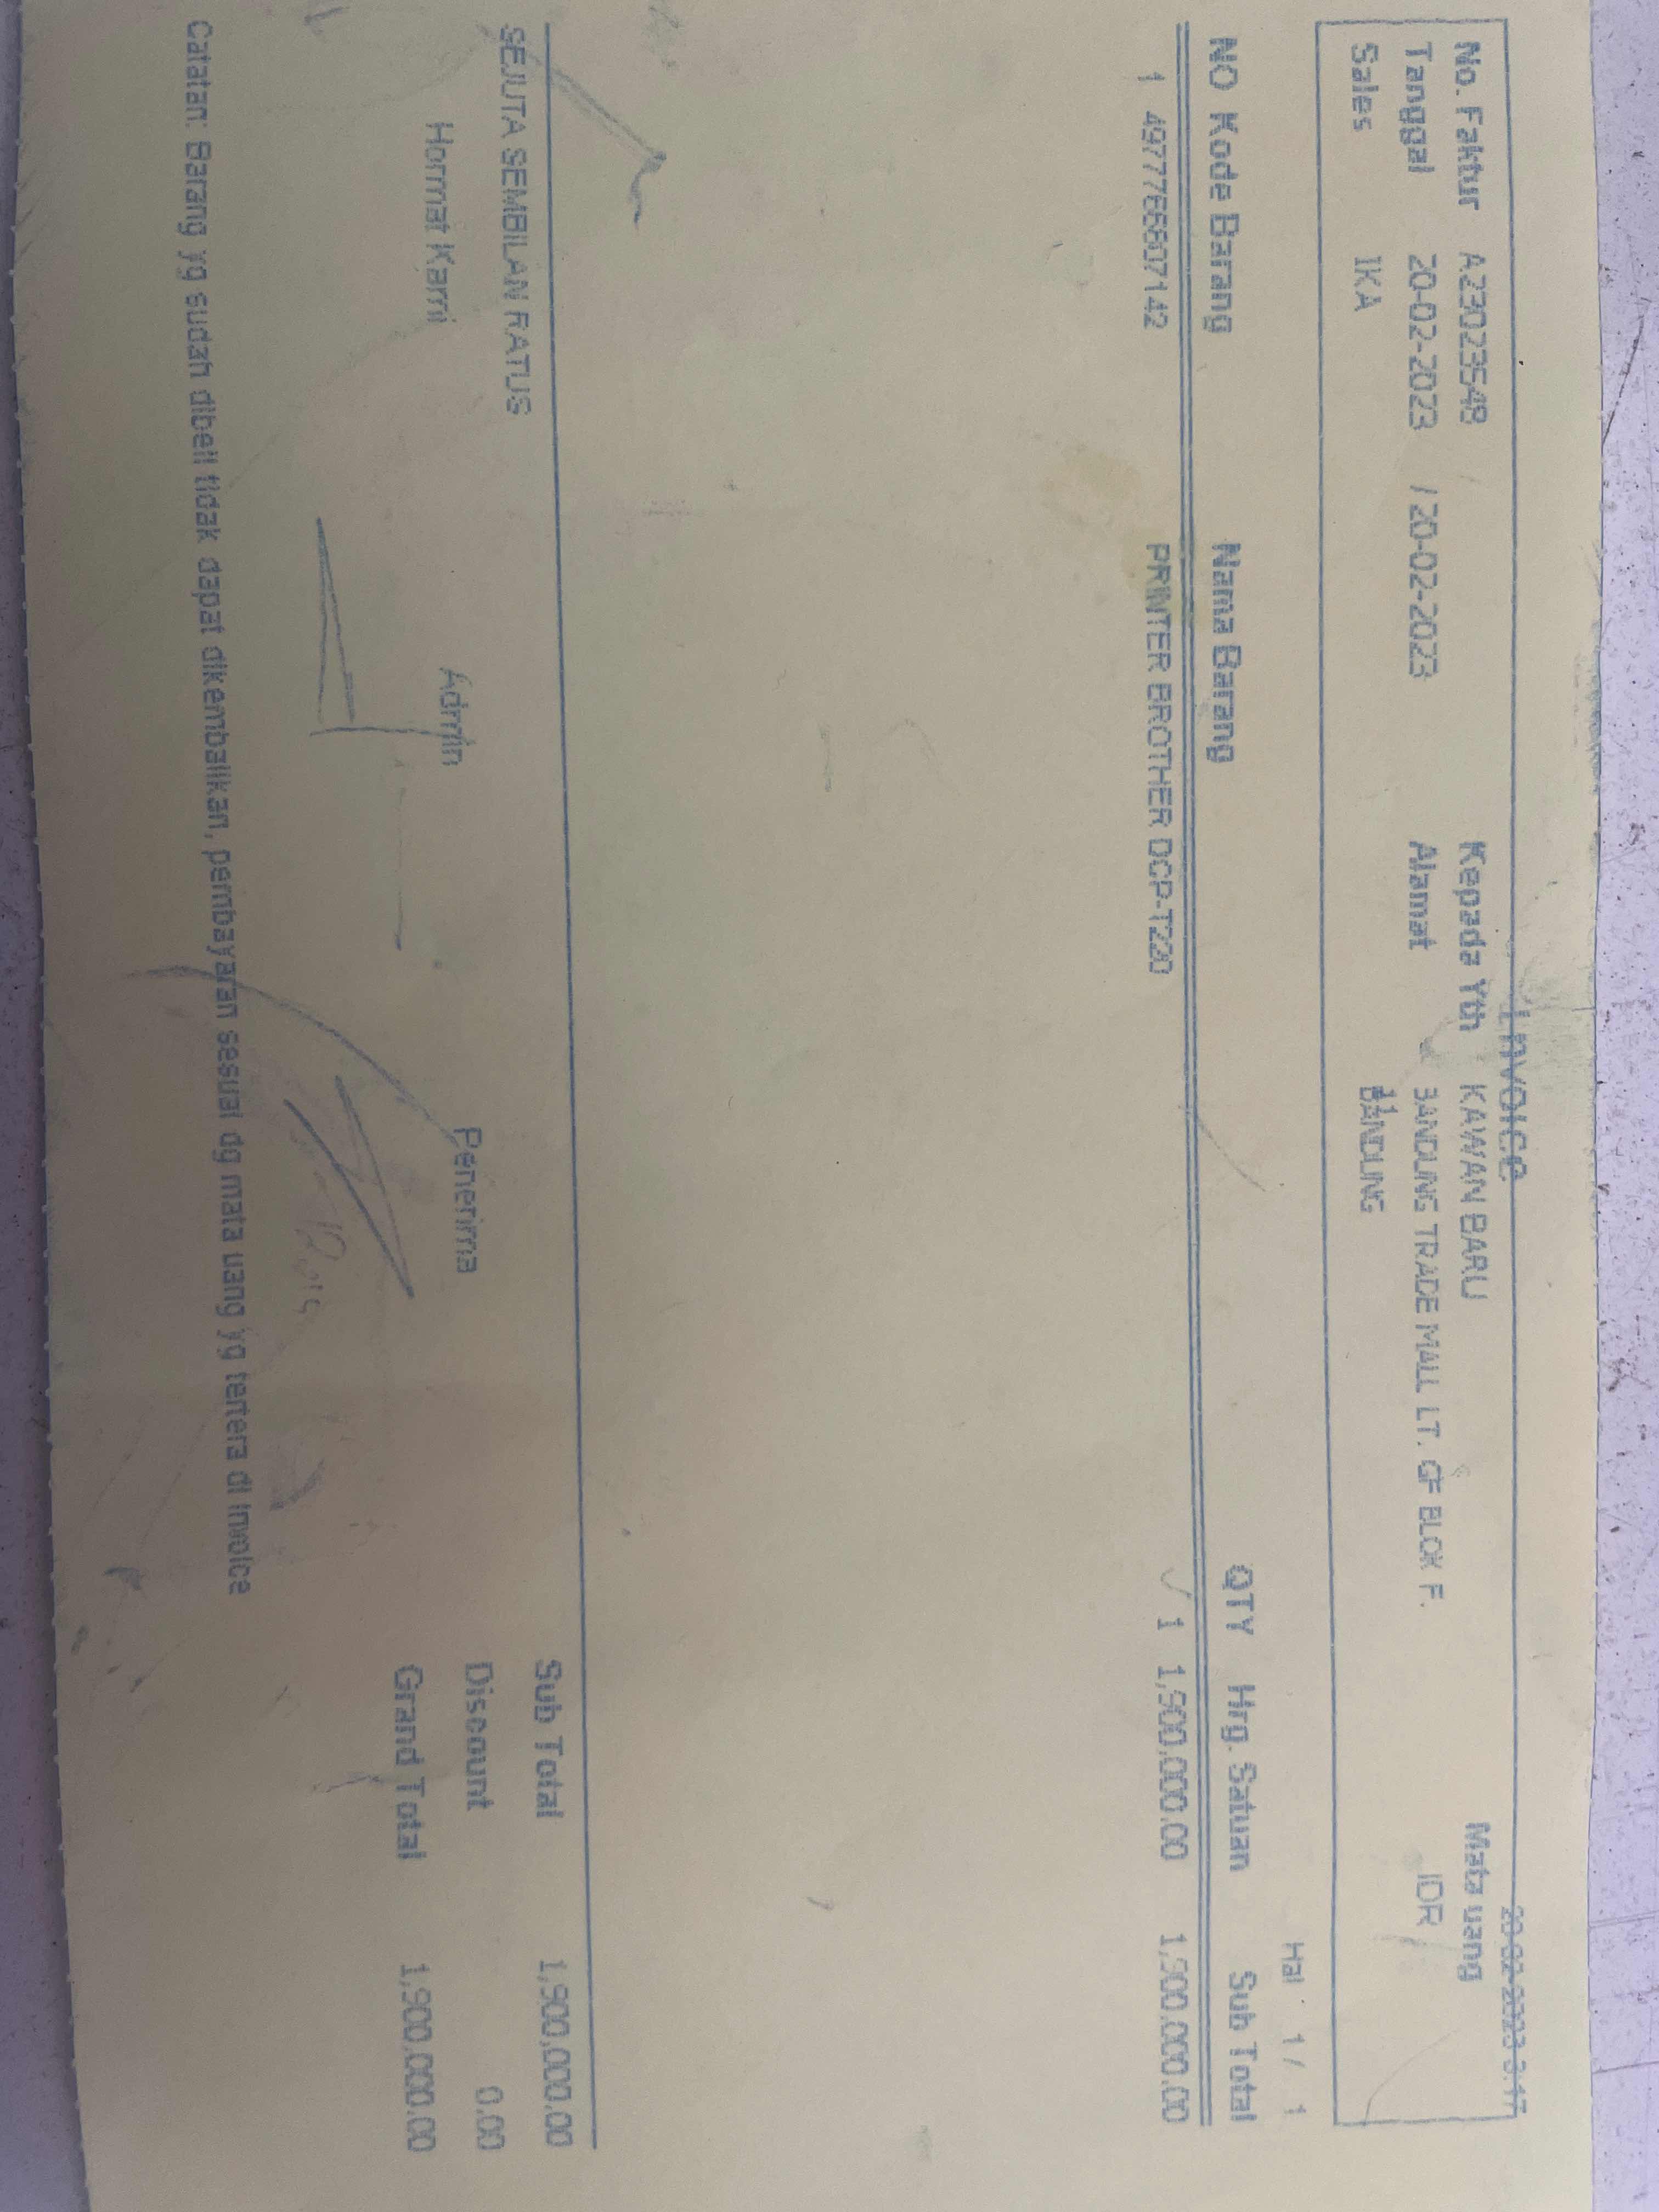 Invoice
20-02-2023 3:17
No. Faktur A23023548 Kepada Yth KAWAN BARU Mata uang
Tanggal 20-02-2023 / 20-02-2023 Alamat BANDUNG TRADE MALL LT. GF BLOK F. IDR
Sales IKA 11 BANDUNG
Hal 1 / 1
NO Kode Barang Nama Barang QTY Hrg. Satuan Sub Total
1 4977766807142 PRINTER BROTHER DCP-T220 1 1,900,000.00 1,900,000.00
SEJUTA SEMBILAN RATUS Sub Total 1,900,000.00
Discount 0.00
Hormat Kami Admin Penerima Grand Total 1,900,000.00
Catatan: Barang yg sudah dibeli tidak dapat dikembalikan, pembayaran sesuai dg mata uang yg tertera di Invoice